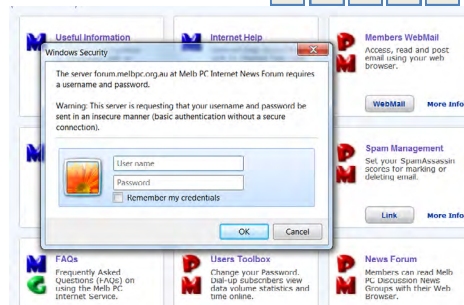 Useful Information
Internet Help
Members WebMail
Access, read and post
email using your web
browser.
WebMail
More Info
Windows Security
X
The server forum.melbpc.org.au at Melb PC Internet News Forum requires
a username and password.
Warning: This server is requesting that your username and password be
sent in an insecure manner (basic authentication without a secure
connection).
User name
Password
Remember my credentials
OK
Cancel
Spam Management
Set your SpamAssassin
scores for marking or
deleting email.
Link
More Info
FAQs
Frequently Asked
Questions (FAQs) on
using the Melb PC
Internet Service.
Users Toolbox
Change your Password.
Dial-up subscribers view
data volume statistics and
time online.
News Forum
Members can read Melb
PC Discussion News
Groups with their Web
Browser.